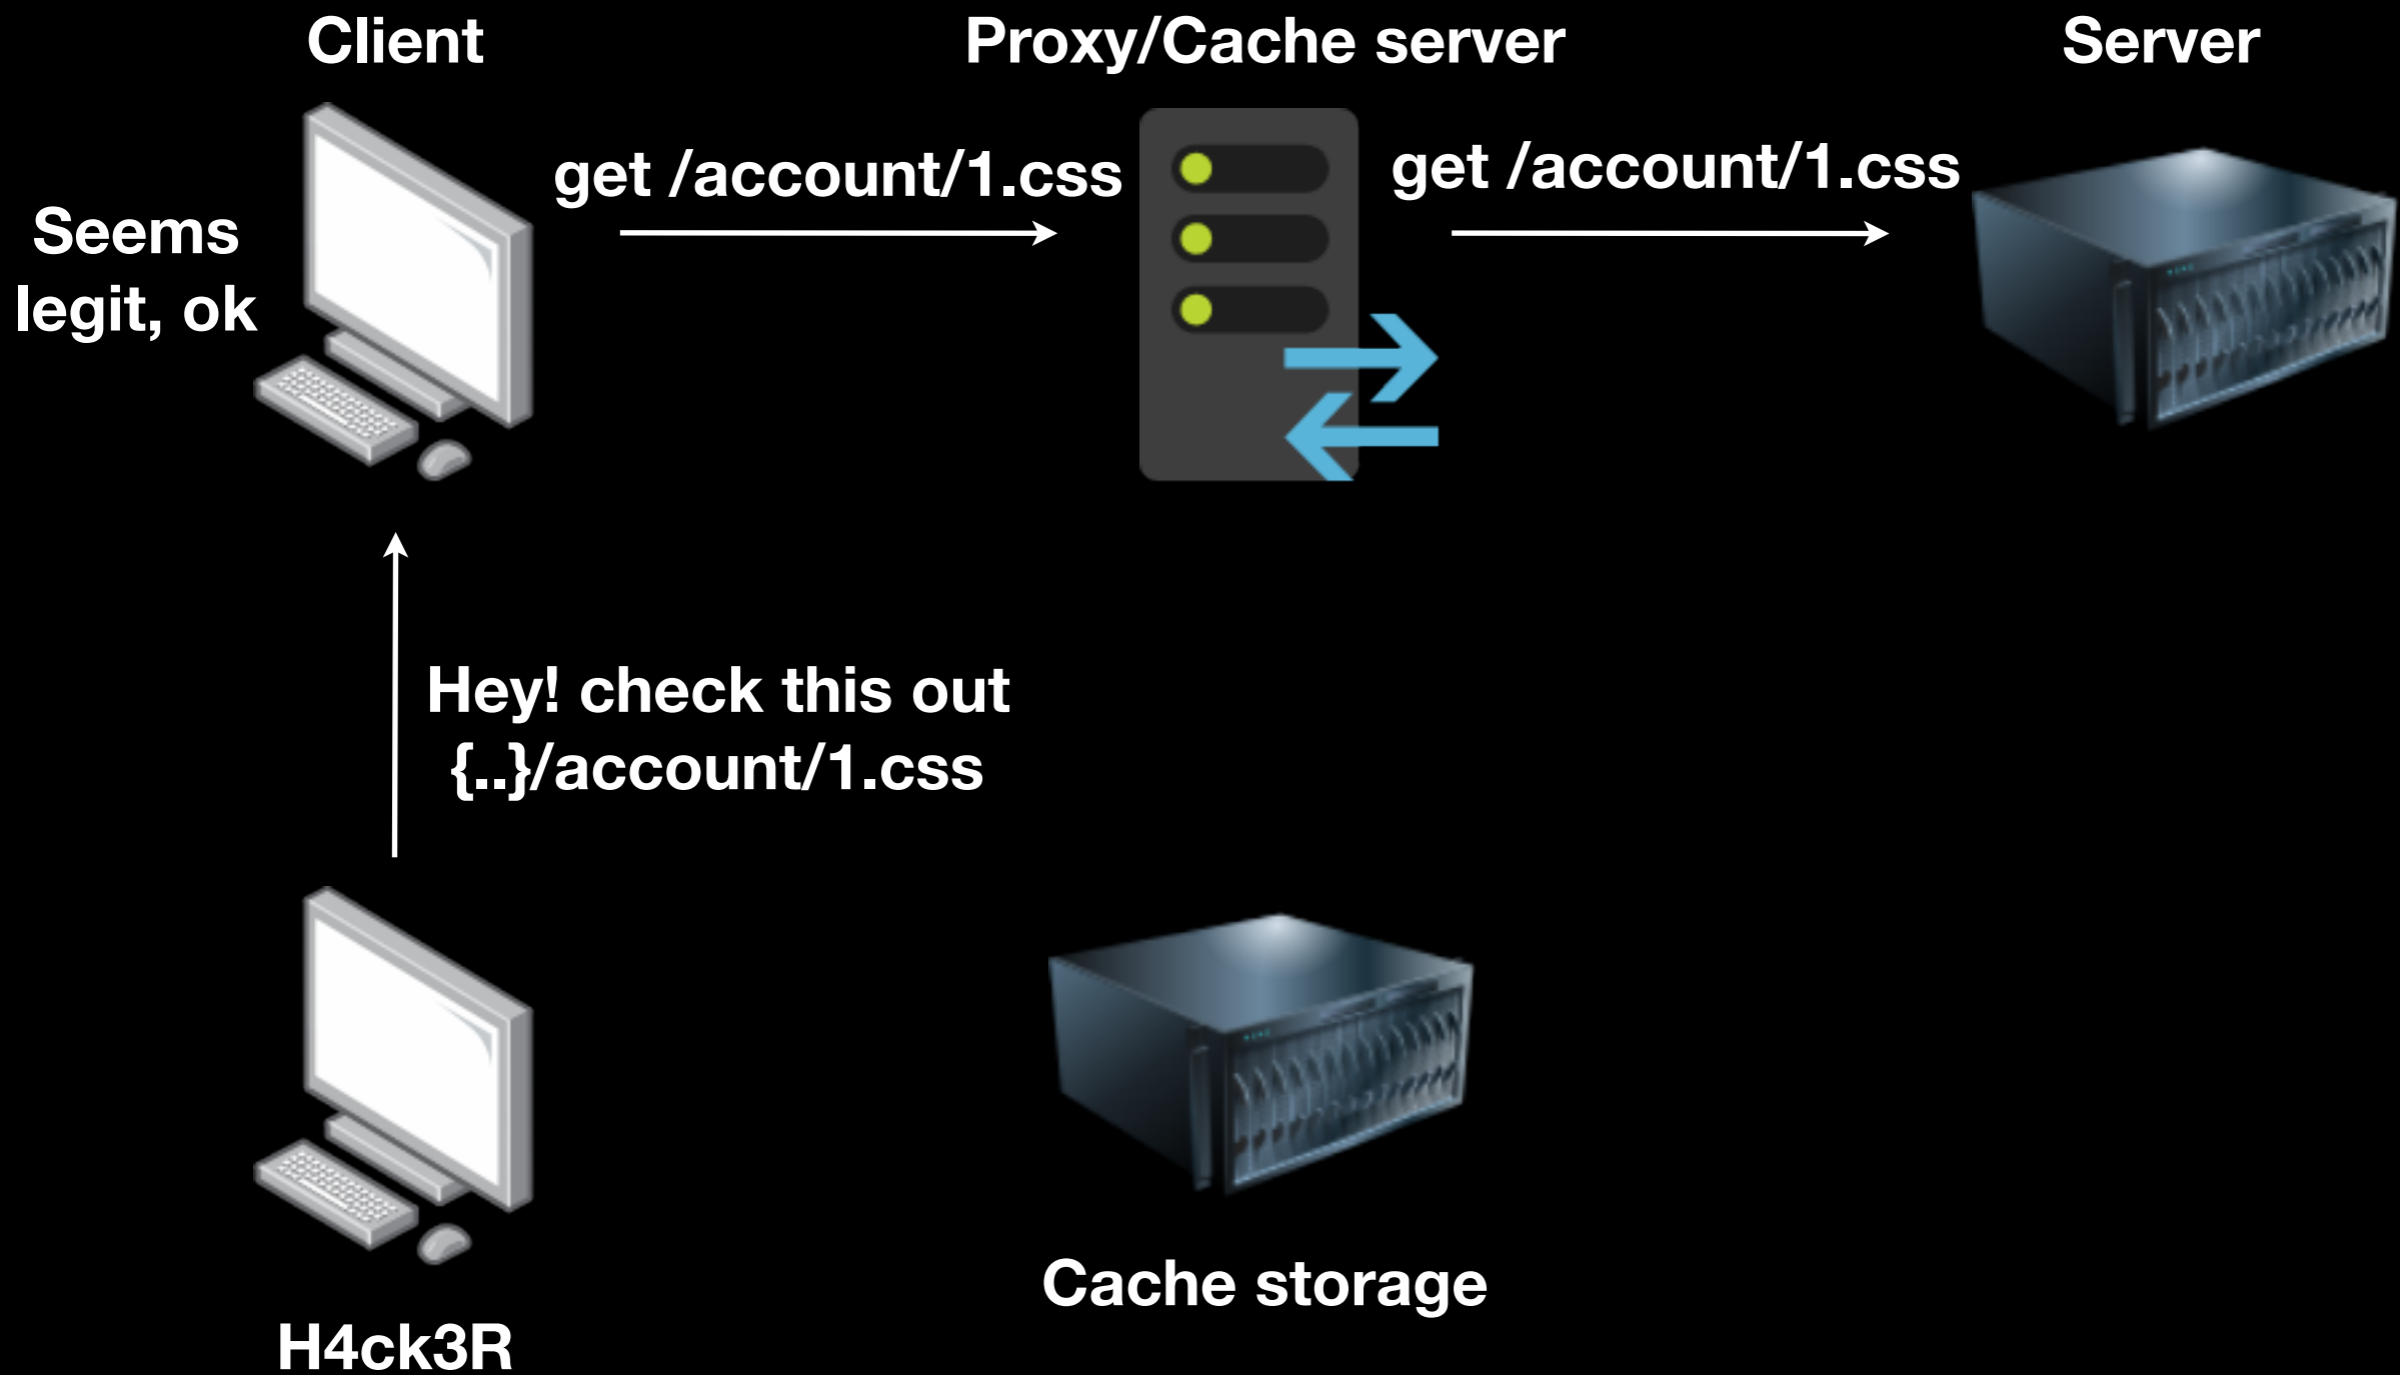 Client
Proxy/Cache server
Server
get /account/1.css
get /account/1.css
Seems
legit, ok
Hey! check this out
{..}/account/1.css
Cache storage
H4ck3R